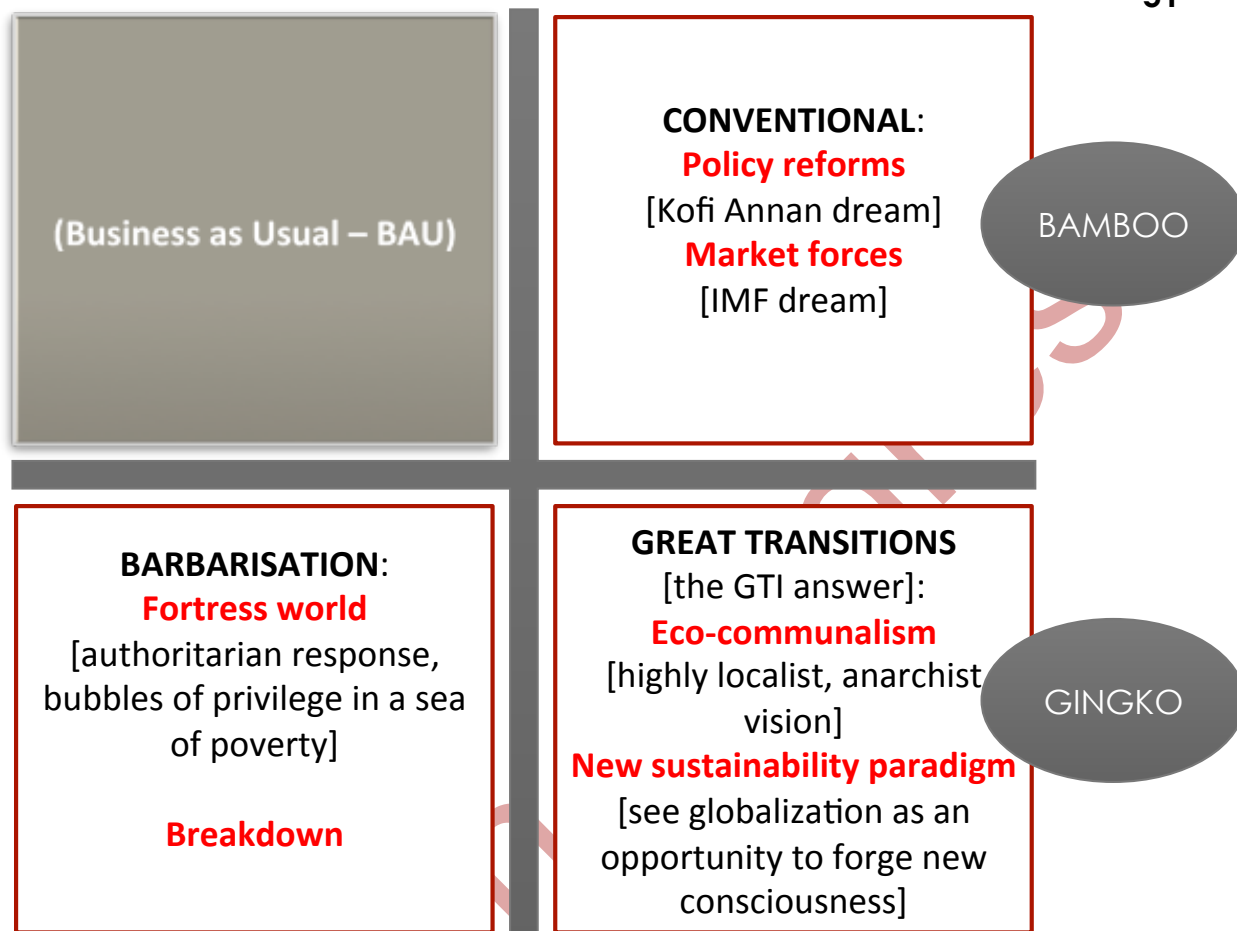 (Business as Usual – BAU)
CONVENTIONAL:
Policy reforms
[Kofi Annan dream]
Market forces
[IMF dream]
BAMBOO
BARBARISATION:
Fortress world
[authoritarian response,
bubbles of privilege in a sea
of poverty]
Breakdown
GREAT TRANSITIONS
[the GTI answer]:
Eco-communalism
[highly localist, anarchist
vision]
New sustainability paradigm
[see globalization as an
opportunity to forge new
consciousness]
GINGKO